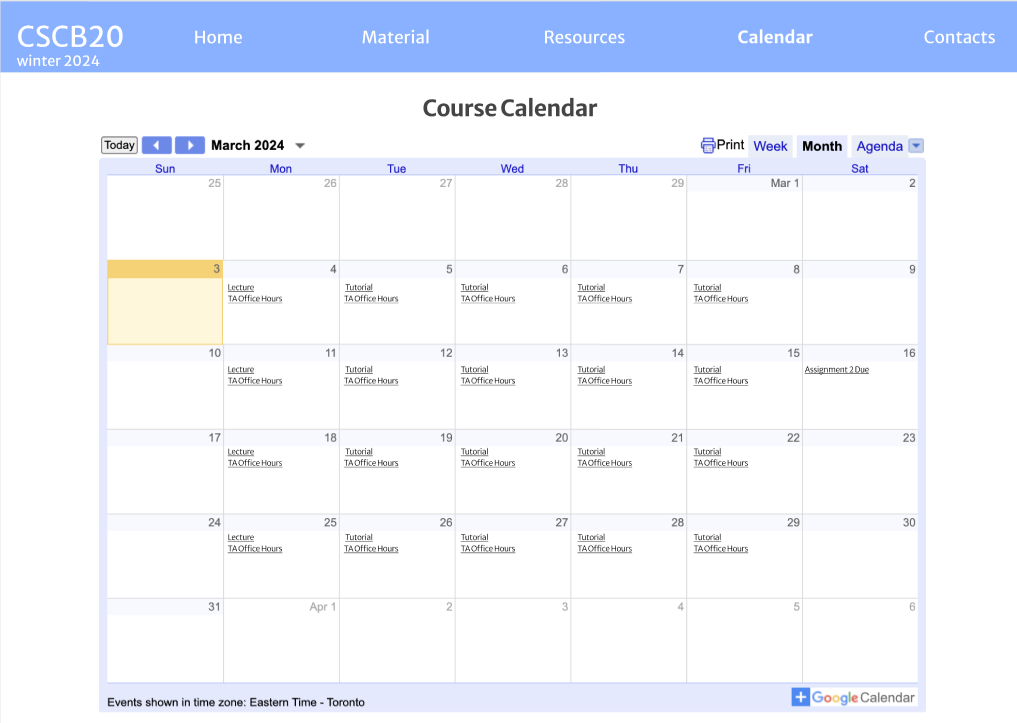 CSCB20 Home Material Resources Calendar Contacts
winter 2024
Course Calendar
Today March 2024 Print Week Month Agenda
Sun Mon Tue Wed Thu Fri Sat
25 26 27 28 29 Mar 1 2
3 4 5 6 7 8 9
Lecture Tutorial Tutorial Tutorial Tutorial
TA Office Hours TA Office Hours TA Office Hours TA Office Hours TA Office Hours
10 11 12 13 14 15 16
Lecture Tutorial Tutorial Tutorial Tutorial Assignment 2 Due
TA Office Hours TA Office Hours TA Office Hours TA Office Hours TA Office Hours
17 18 19 20 21 22 23
Lecture Tutorial Tutorial Tutorial Tutorial
TA Office Hours TA Office Hours TA Office Hours TA Office Hours TA Office Hours
24 25 26 27 28 29 30
Lecture Tutorial Tutorial Tutorial Tutorial
TA Office Hours TA Office Hours TA Office Hours TA Office Hours TA Office Hours
31 Apr 1 2 3 4 5 6
Events shown in time zone: Eastern Time - Toronto Google Calendar